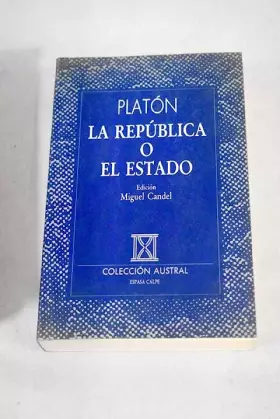 PLATÓN
LA REPÚBLICA
O
EL ESTADO
Edición
Miguel Candel
COLECCIÓN AUSTRAL
ESPASA CALPE